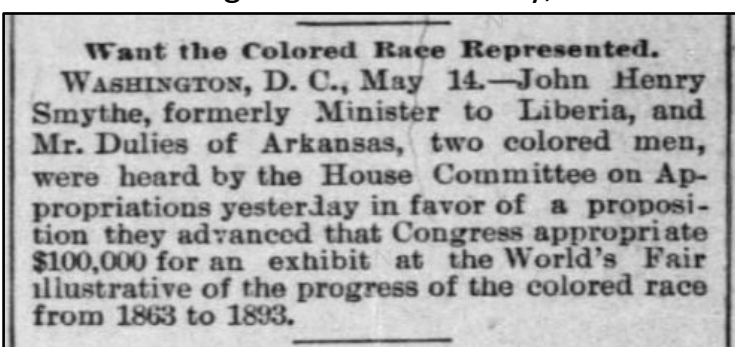 Want the Colored Race Represented.
WASHINGTON, D. C., May 14.—John Henry
Smythe, formerly Minister to Liberia, and
Mr. Dulies of Arkansas, two colored men,
were heard by the House Committee on Ap-
propriations yesterday in favor of a proposi-
tion they advanced that Congress appropriate
$100,000 for an exhibit at the World's Fair
illustrative of the progress of the colored race
from 1863 to 1893.